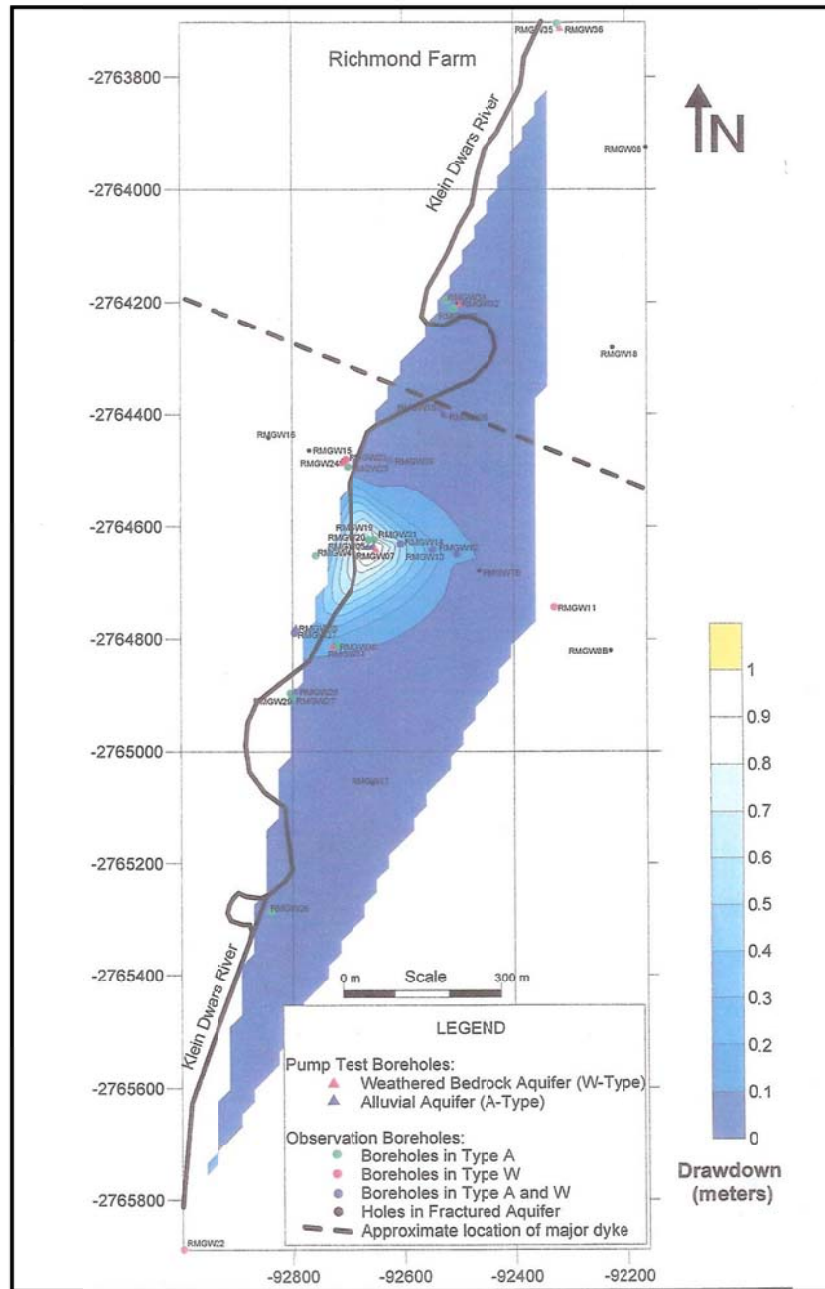 RMGW35
RMGW36
Richmond Farm
-2763800
Klein Dwars River
N
RMGW08
-2764000
-2764200
RMGW18
-2764400
RMGW16
RMGW15
RMGW24
-2764600
RMGW19
RMGW20
RMGW21
RMGW14
RMGW07
RMGW11
-2764800
RMGW8B
-2765000
-2765200
-2765400
Klein Dwars River
0 m Scale 300 m
-2765600
-2765800
RMGW22
-92800
-92600
-92400
-92200
LEGEND
Pump Test Boreholes:
Weathered Bedrock Aquifer (W-Type)
Alluvial Aquifer (A-Type)
Observation Boreholes:
Boreholes in Type A
Boreholes in Type W
Boreholes in Type A and W
Holes in Fractured Aquifer
Approximate location of major dyke
1
0.9
0.8
0.7
0.6
0.5
0.4
0.3
0.2
0.1
0
Drawdown
(meters)